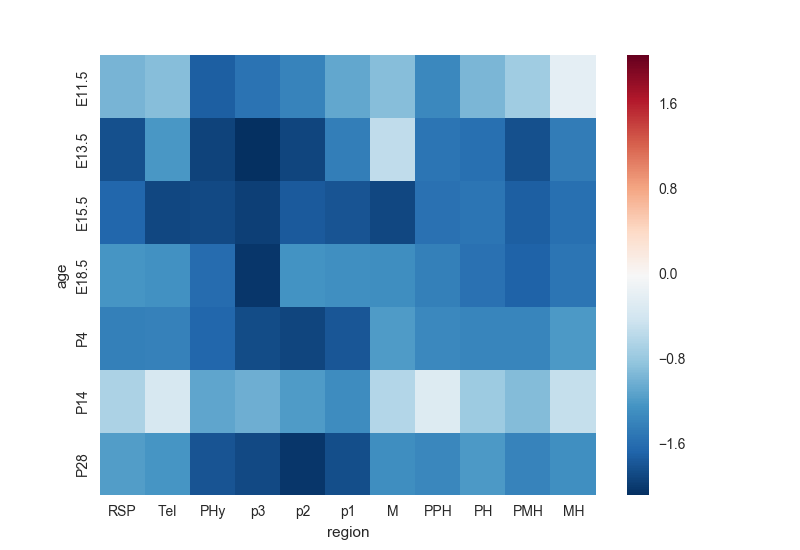 age
E11.5
E13.5
E15.5
E18.5
P4
P14
P28
RSP Tel PHy p3 p2 p1 M PPH PH PMH MH
region
1.6
0.8
0.0
−0.8
−1.6